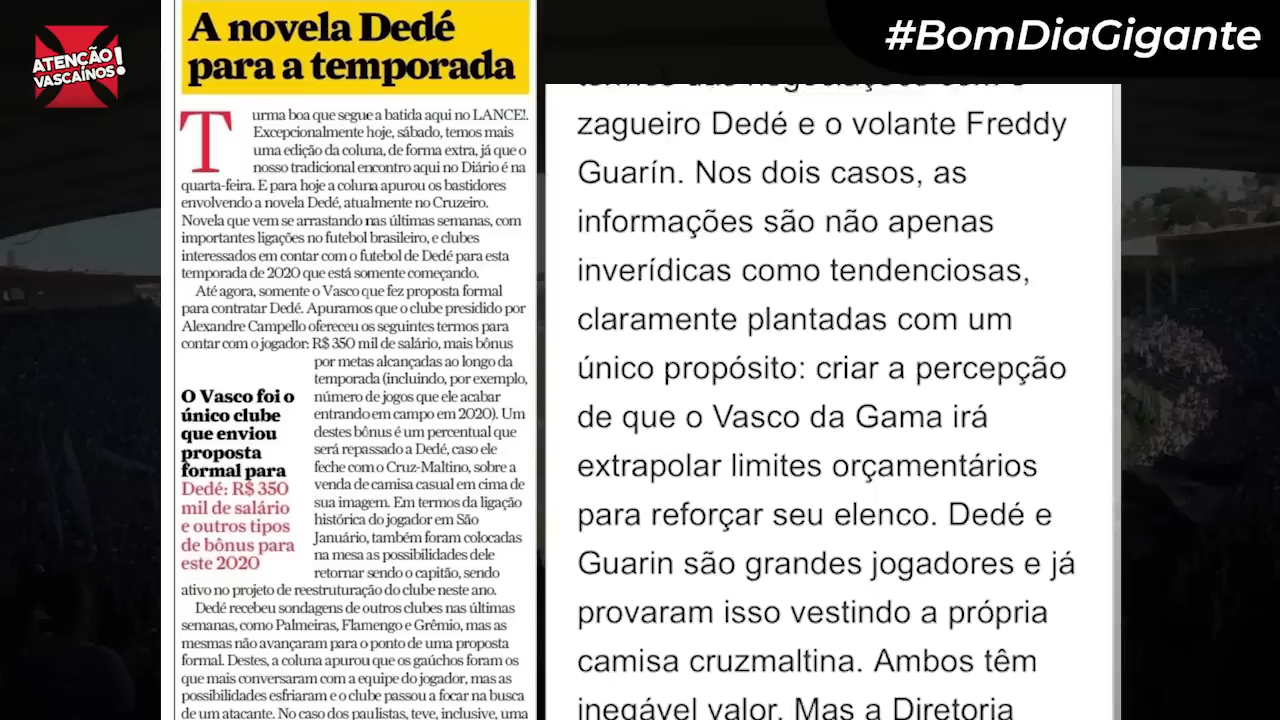 ATENÇÃO
VASCAÍNOS!
#BomDiaGigante
A novela Dedé
para a temporada
Turma boa que segue a batida aqui no LANCE!.
Excepcionalmente hoje, sábado, temos mais
uma edição da coluna, de forma extra, já que o
nosso tradicional encontro aqui no Diário é na
quarta-feira. E para hoje a coluna apurou os bastidores
envolvendo a novela Dedé, atualmente no Cruzeiro.
Novela que vem se arrastando nas últimas semanas, com
importantes ligações no futebol brasileiro, e clubes
interessados em contar com o futebol de Dedé para esta
temporada de 2020 que está somente começando.
Até agora, somente o Vasco que fez proposta formal
para contratar Dedé. Apuramos que o clube presidido por
Alexandre Campello ofereceu os seguintes termos para
contar com o jogador: R$ 350 mil de salário, mais bônus
por metas alcançadas ao longo da
temporada (incluindo, por exemplo,
número de jogos que ele acabar
entrando em campo em 2020). Um
destes bônus é um percentual que
será repassado a Dedé, caso ele
feche com o Cruz-Maltino, sobre a
venda de camisa casual em cima de
sua imagem. Em termos da ligação
histórica do jogador em São
Januário, também foram colocadas
na mesa as possibilidades dele
retornar sendo o capitão, sendo
ativo no projeto de reestruturação do clube neste ano.
O Vasco foi o
único clube
que enviou
proposta
formal para
Dedé: R$ 350
mil de salário
e outros tipos
de bônus para
este 2020
Dedé recebeu sondagens de outros clubes nas últimas
semanas, como Palmeiras, Flamengo e Grêmio, mas as
mesmas não avançaram para o ponto de uma proposta
formal. Destes, a coluna apurou que os gaúchos foram os
que mais conversaram com a equipe do jogador, mas as
possibilidades esfriaram e o clube passou a focar na busca
de um atacante. No caso dos paulistas, teve, inclusive, uma
zagueiro Dedé e o volante Freddy
Guarín. Nos dois casos, as
informações são não apenas
inverídicas como tendenciosas,
claramente plantadas com um
único propósito: criar a percepção
de que o Vasco da Gama irá
extrapolar limites orçamentários
para reforçar seu elenco. Dedé e
Guarin são grandes jogadores e já
provaram isso vestindo a própria
camisa cruzmaltina. Ambos têm
inegável valor. Mas a Diretoria